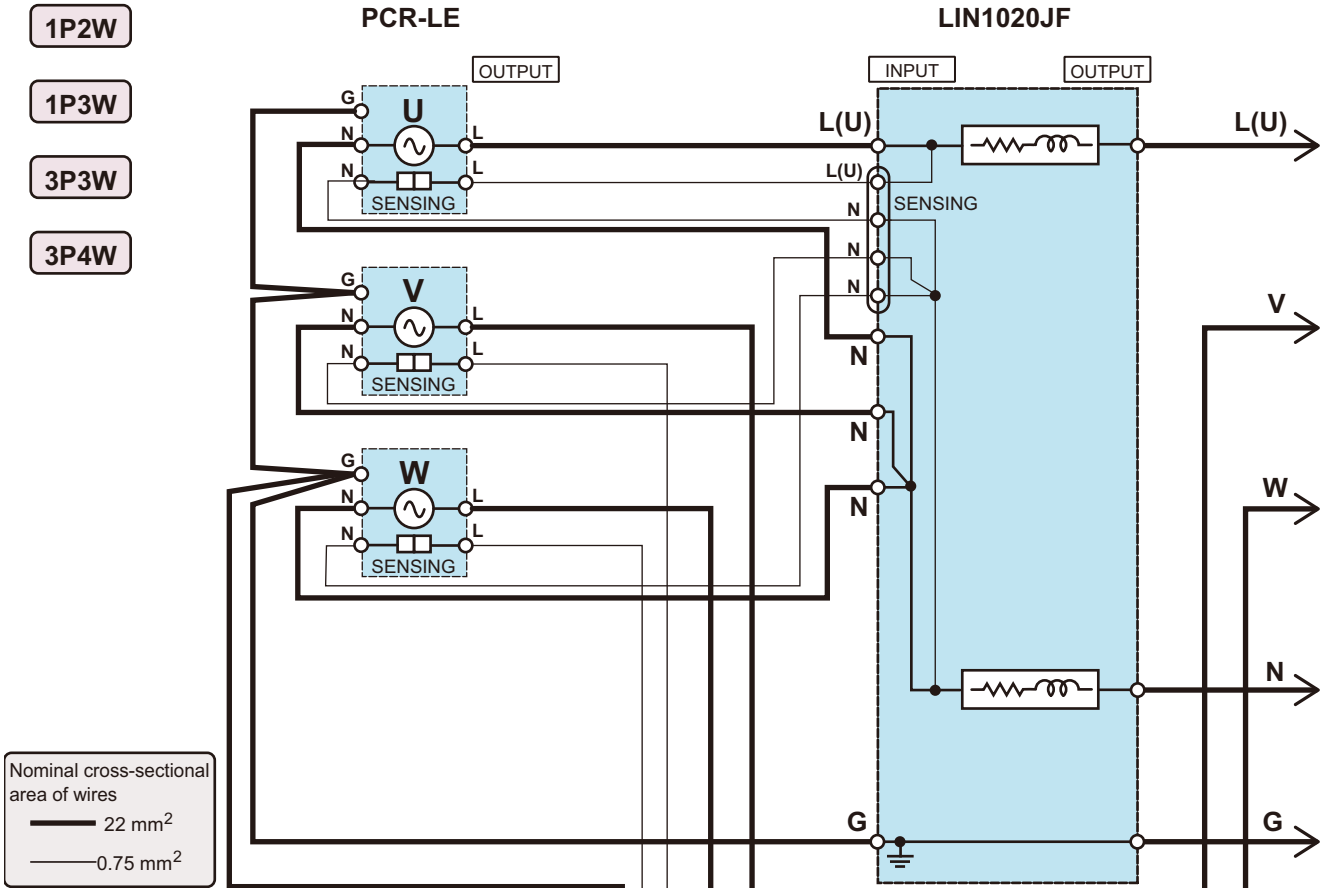 1P2W
1P3W
3P3W
3P4W
PCR-LE
LIN1020JF
OUTPUT
INPUT
OUTPUT
G
U
N
L
N
L
SENSING
L(U)
L(U)
L(U)
SENSING
N
N
N
G
V
N
L
N
L
SENSING
V
N
N
G
W
N
L
N
L
SENSING
N
W
N
G
G
Nominal cross-sectional
area of wires
22 mm²
0.75 mm²